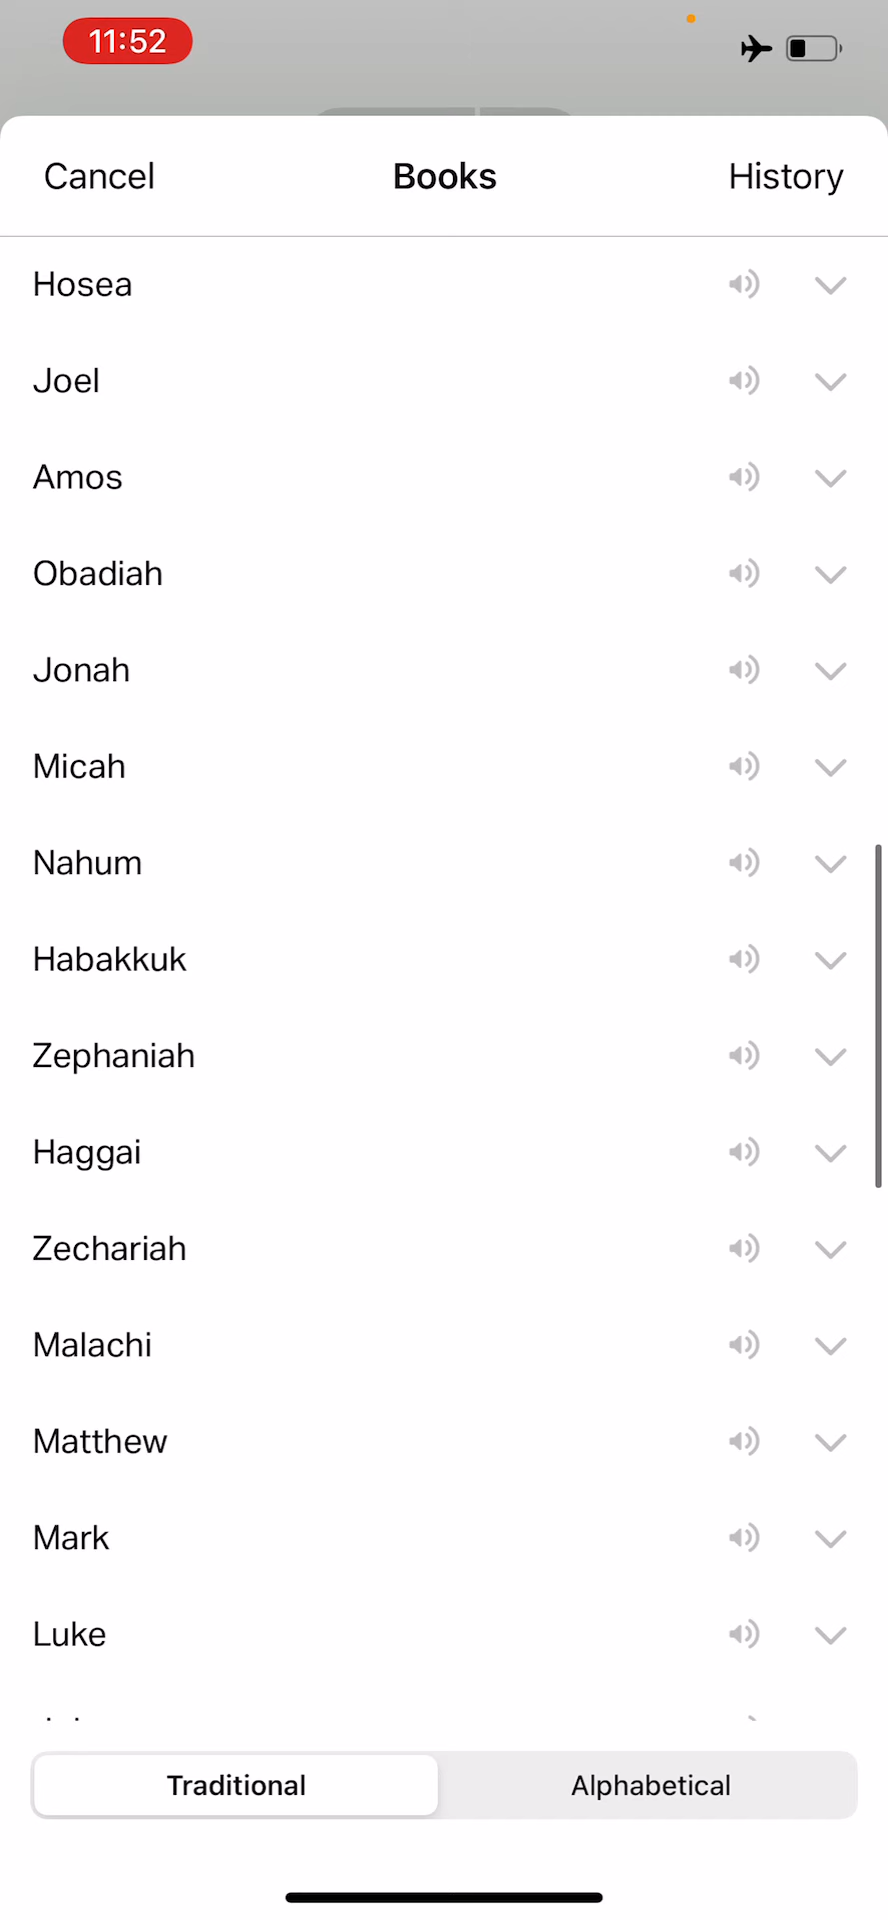 11:52
Cancel Books History
Hosea
Joel
Amos
Obadiah
Jonah
Micah
Nahum
Habakkuk
Zephaniah
Haggai
Zechariah
Malachi
Matthew
Mark
Luke
Traditional Alphabetical